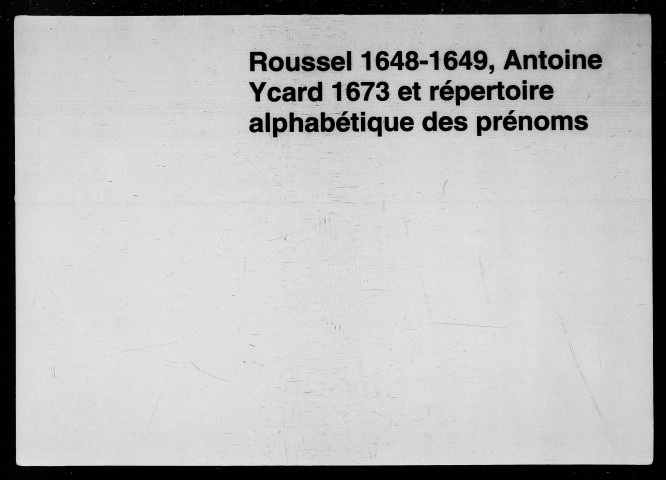 Roussel 1648-1649, Antoine
Ycard 1673 et répertoire
alphabétique des prénoms